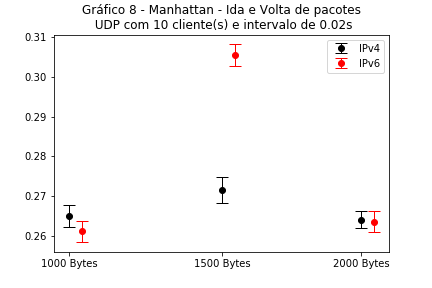 Gráfico 8 - Manhattan - Ida e Volta de pacotes
UDP com 10 cliente(s) e intervalo de 0.02s
0.31
0.30
0.29
0.28
0.27
0.26
IPv4
IPv6
1000 Bytes
1500 Bytes
2000 Bytes